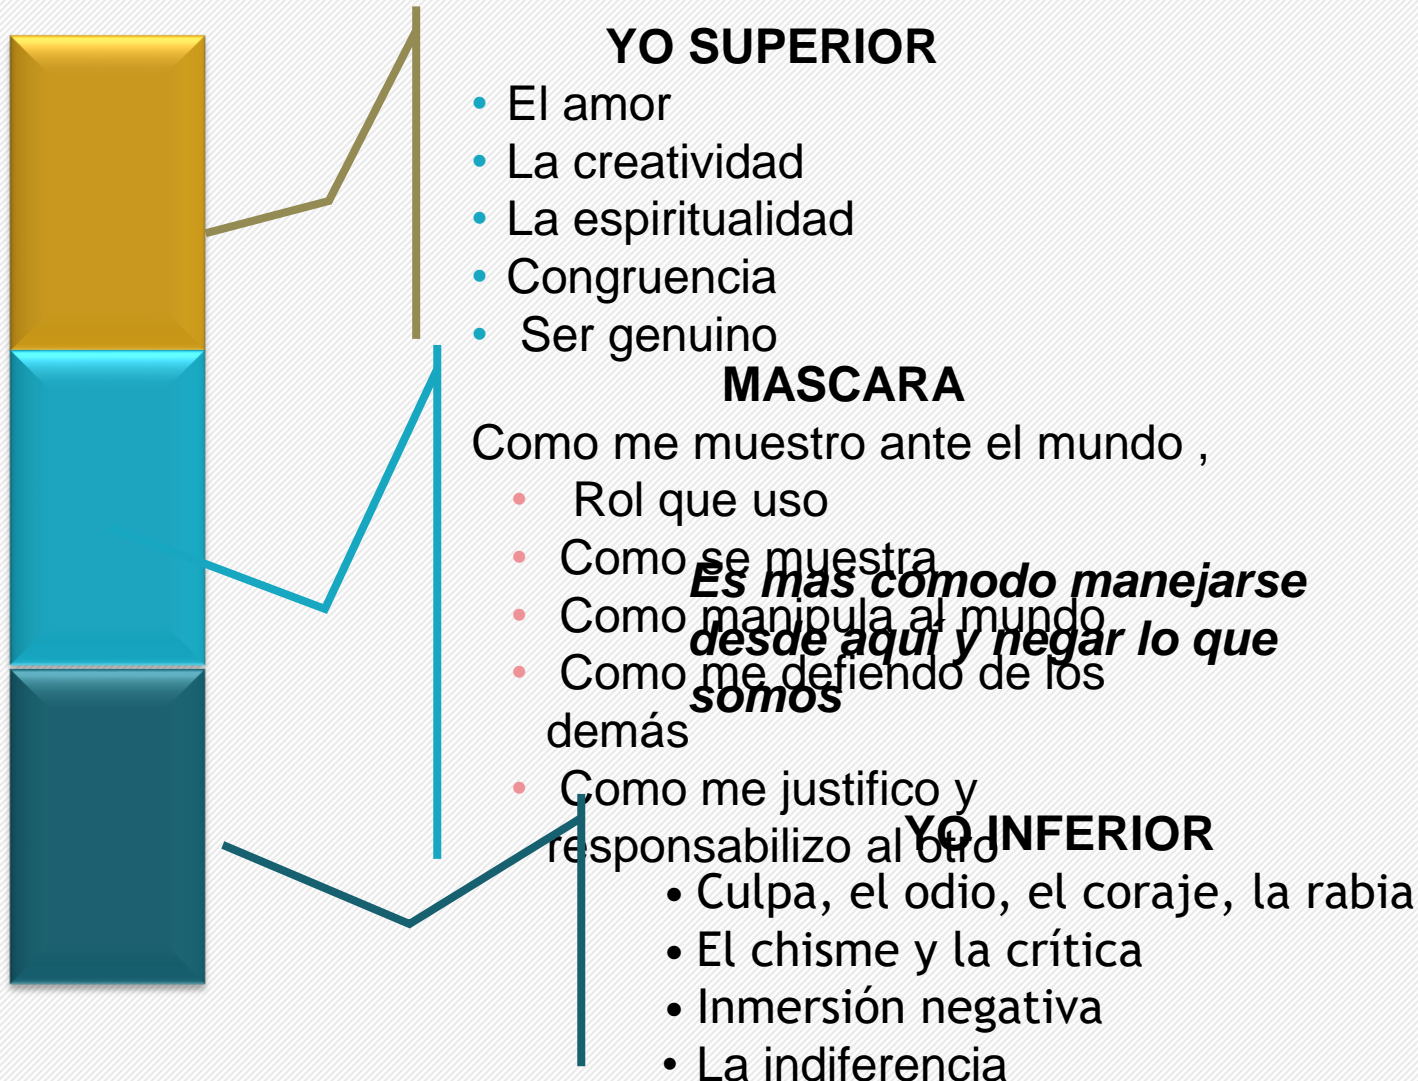 YO SUPERIOR
• El amor
• La creatividad
• La espiritualidad
• Congruencia
• Ser genuino
MASCARA
Como me muestro ante el mundo ,
• Rol que uso
• Como se muestra
• Como manipula al mundo
• Como me defiendo de los
demás
• Como me justifico y
responsabilizo al otro
Es mas comodo manejarse
desde aquí y negar lo que
somos
YO INFERIOR
• Culpa, el odio, el coraje, la rabia
• El chisme y la crítica
• Inmersión negativa
• La indiferencia